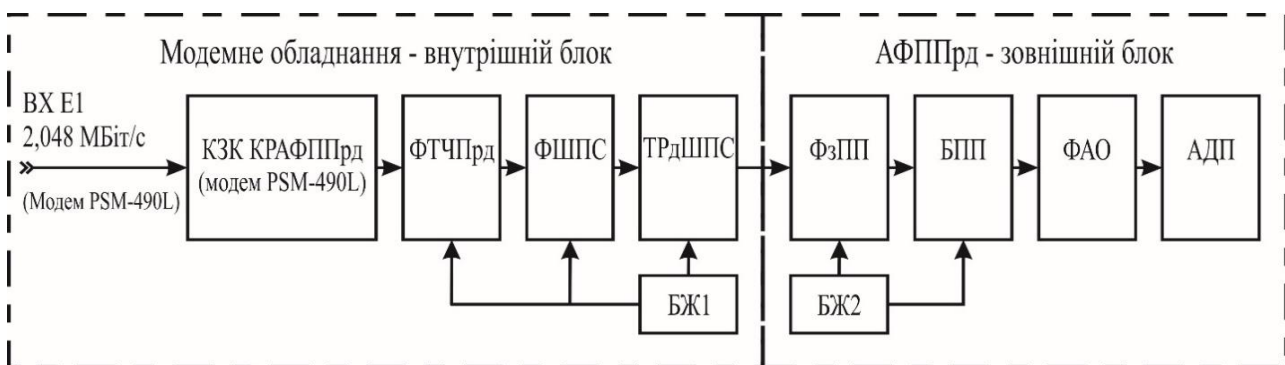 Модемне обладнання - внутрішній блок
АФППрд - зовнішній блок
ВХ Е1
2,048 МБіт/с
(Модем PSM-490L)
КЗК КРАФППрд
(модем PSM-490L)
ФТЧПрд
ФШПС
ТРдШПС
ФзПП
БПП
ФАО
АДП
БЖ1
БЖ2